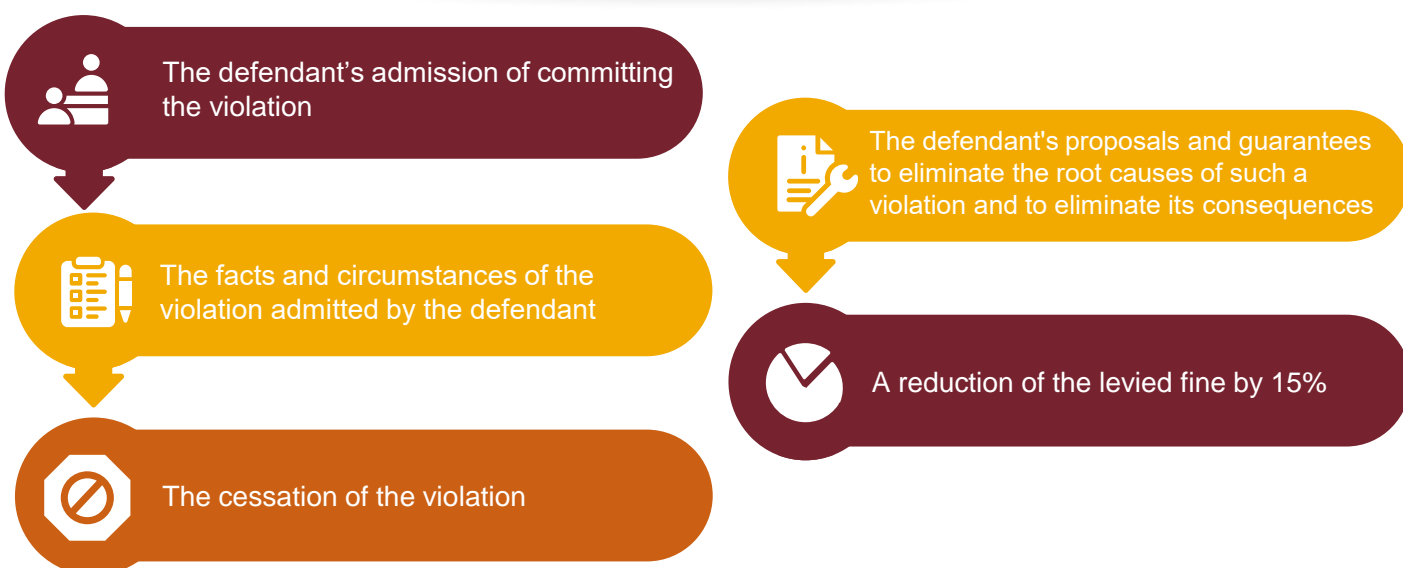 The defendant’s admission of committing
the violation
The facts and circumstances of the
violation admitted by the defendant
The cessation of the violation
The defendant's proposals and guarantees
to eliminate the root causes of such a
violation and to eliminate its consequences
A reduction of the levied fine by 15%